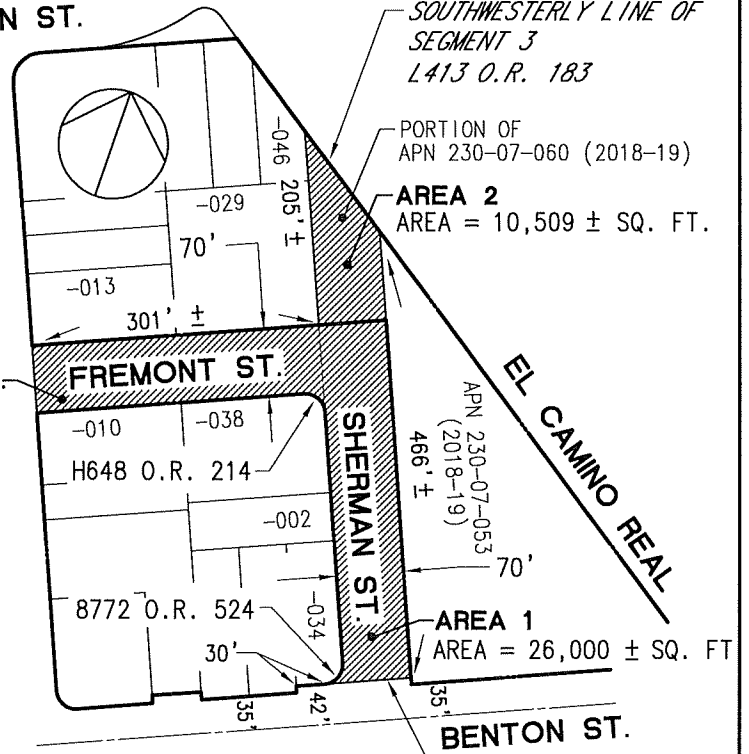 N ST.
SOUTHWESTERLY LINE OF
SEGMENT 3
L413 O.R. 183
PORTION OF
APN 230-07-060 (2018-19)
AREA 2
AREA = 10,509 ± SQ. FT.
-046
205' ±
-029
70'
-013
301' ±
FREMONT ST.
-010
-038
H648 O.R. 214
SHERMAN ST.
APN 230-07-053
(2018-19)
466' ±
EL CAMINO REAL
-002
70'
8772 O.R. 524
-034
AREA 1
AREA = 26,000 ± SQ. FT
30'
35'
42'
35'
BENTON ST.